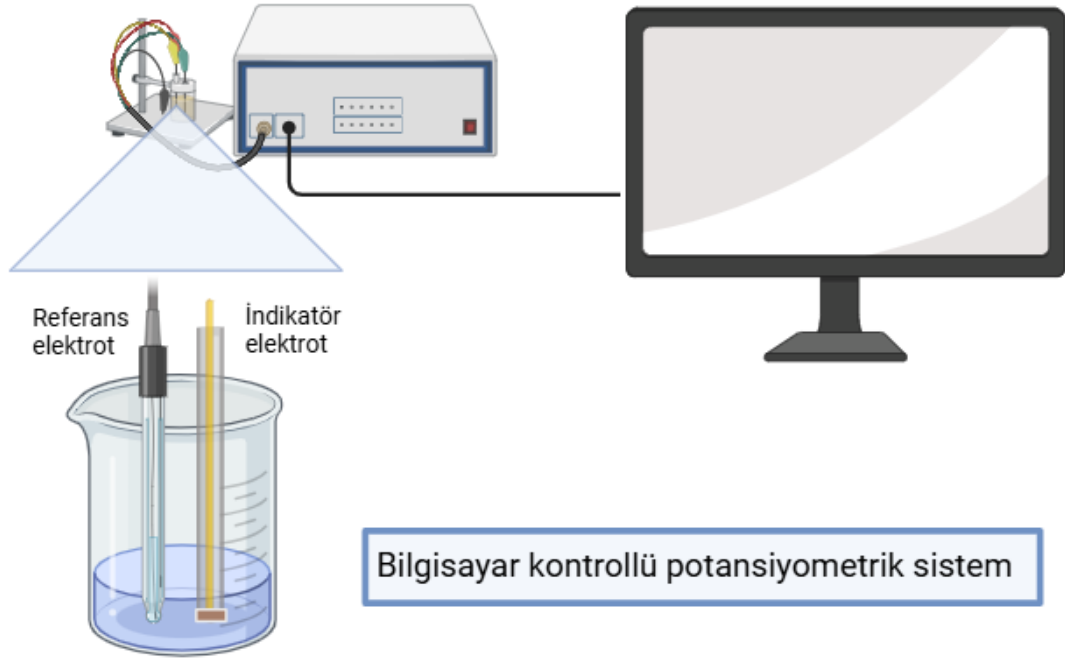 Referans
elektrot
İndikatör
elektrot
Bilgisayar kontrollü potansiyometrik sistem